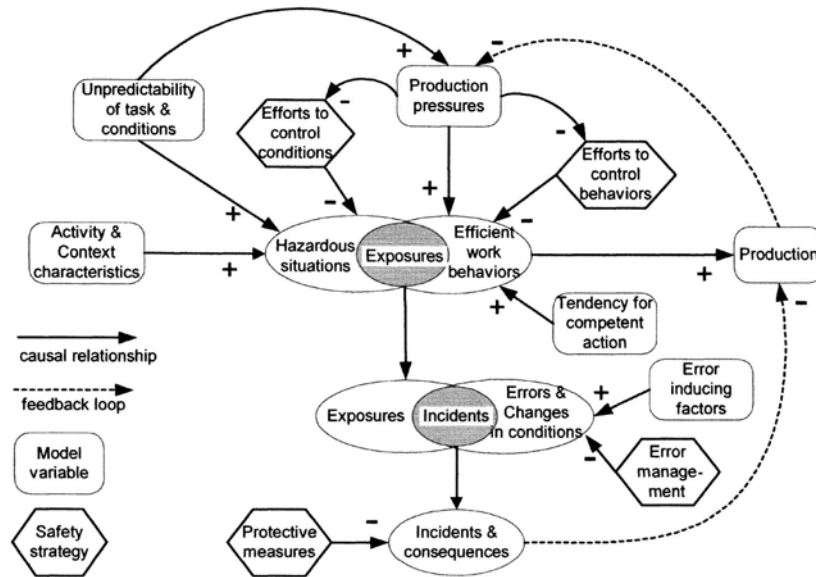 +
-
-
Unpredictability
of task &
conditions
Production
pressures
-
Efforts to
control
conditions
-
Efforts to
control
behaviors
+
+
-
-
Activity &
Context
characteristics
+
Hazardous
situations
Exposures
Efficient
work
behaviors
+
Production
-
+
Tendency for
competent
action
causal relationship
feedback loop
Exposures
Incidents
Errors &
Changes
in conditions
+
Error
inducing
factors
-
Error
manage-
ment
Model
variable
Safety
strategy
Protective
measures
-
Incidents &
consequences